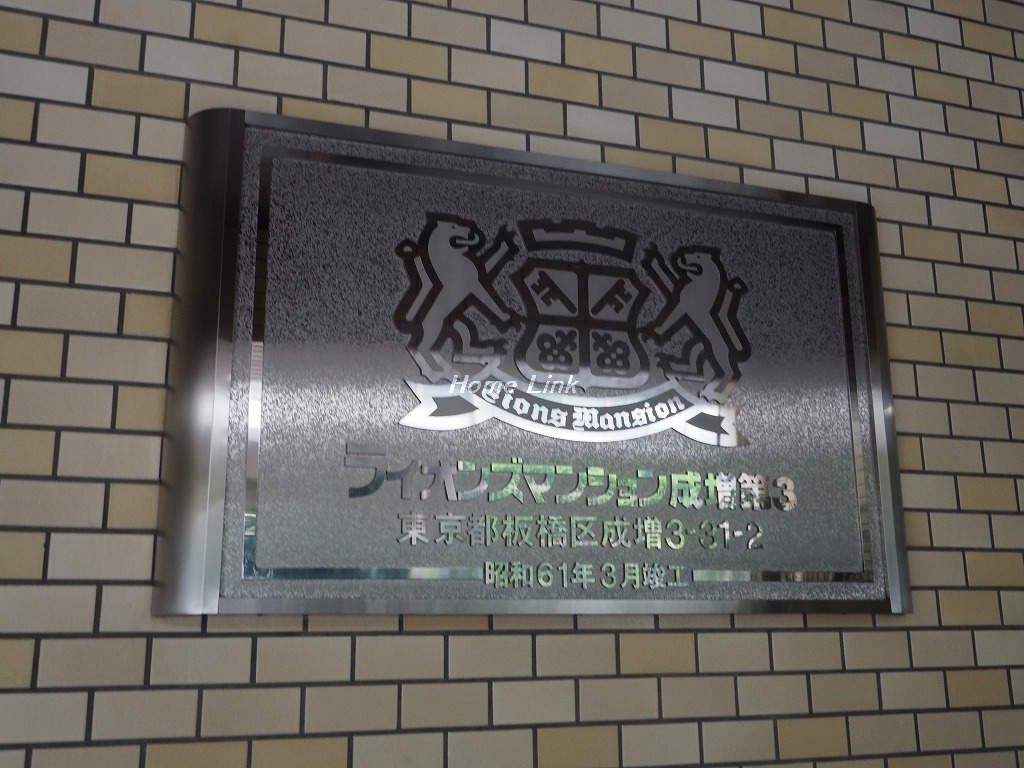 Home Link
Lions Mansion
ライオンズマンション成増第3
東京都板橋区成増3-31-2
昭和61年3月竣工